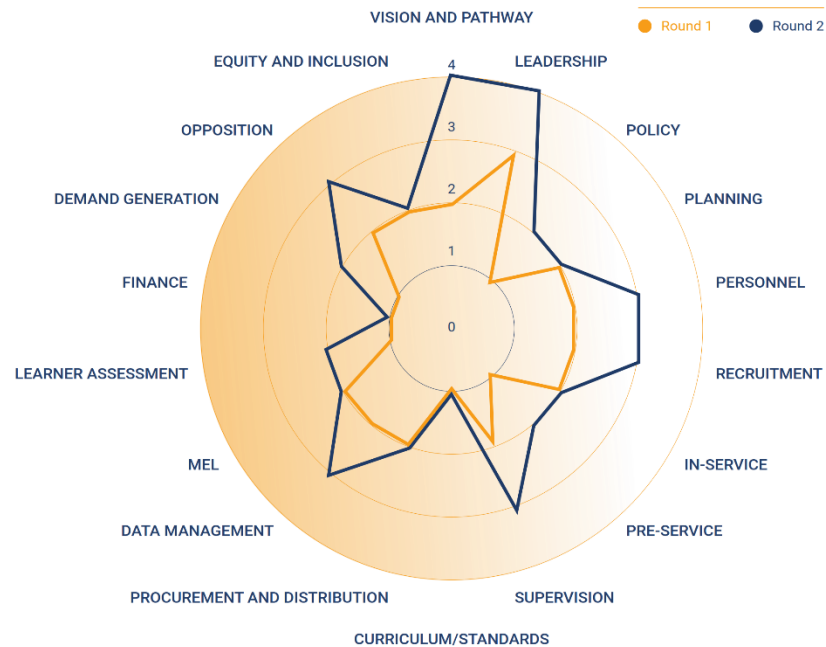 VISION AND PATHWAY
Round 1
Round 2
EQUITY AND INCLUSION
4
LEADERSHIP
OPPOSITION
3
POLICY
DEMAND GENERATION
2
PLANNING
1
FINANCE
PERSONNEL
0
LEARNER ASSESSMENT
RECRUITMENT
MEL
IN-SERVICE
DATA MANAGEMENT
PRE-SERVICE
PROCUREMENT AND DISTRIBUTION
SUPERVISION
CURRICULUM/STANDARDS